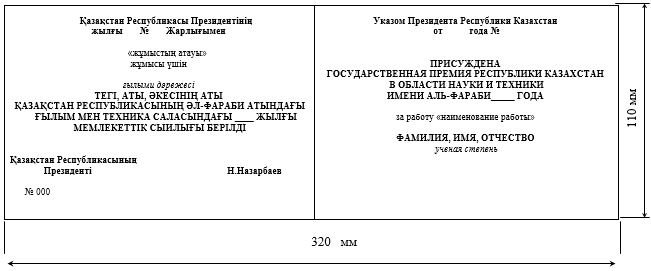 Қазақстан Республикасы Президентінің
жылғы № Жарлығымен
«жұмыстың атауы»
жұмысы үшін
ғылыми дәрежесі
ТЕГІ, АТЫ, ӘКЕСІНІҢ АТЫ
ҚАЗАҚСТАН РЕСПУБЛИКАСЫНЫҢ ӘЛ-ФАРАБИ АТЫНДАҒЫ
ҒЫЛЫМ МЕН ТЕХНИКА САЛАСЫНДАҒЫ ____ ЖЫЛҒЫ
МЕМЛЕКЕТТІК СЫЙЛЫҒЫ БЕРІЛДІ
Қазақстан Республикасының
Президенті Н.Назарбаев
№ 000
Указом Президента Республики Казахстан
от года №
ПРИСУЖДЕНА
ГОСУДАРСТВЕННАЯ ПРЕМИЯ РЕСПУБЛИКИ КАЗАХСТАН
В ОБЛАСТИ НАУКИ И ТЕХНИКИ
ИМЕНИ АЛЬ-ФАРАБИ_____ ГОДА
за работу «наименование работы»
ФАМИЛИЯ, ИМЯ, ОТЧЕСТВО
ученая степень
110 мм
320 мм